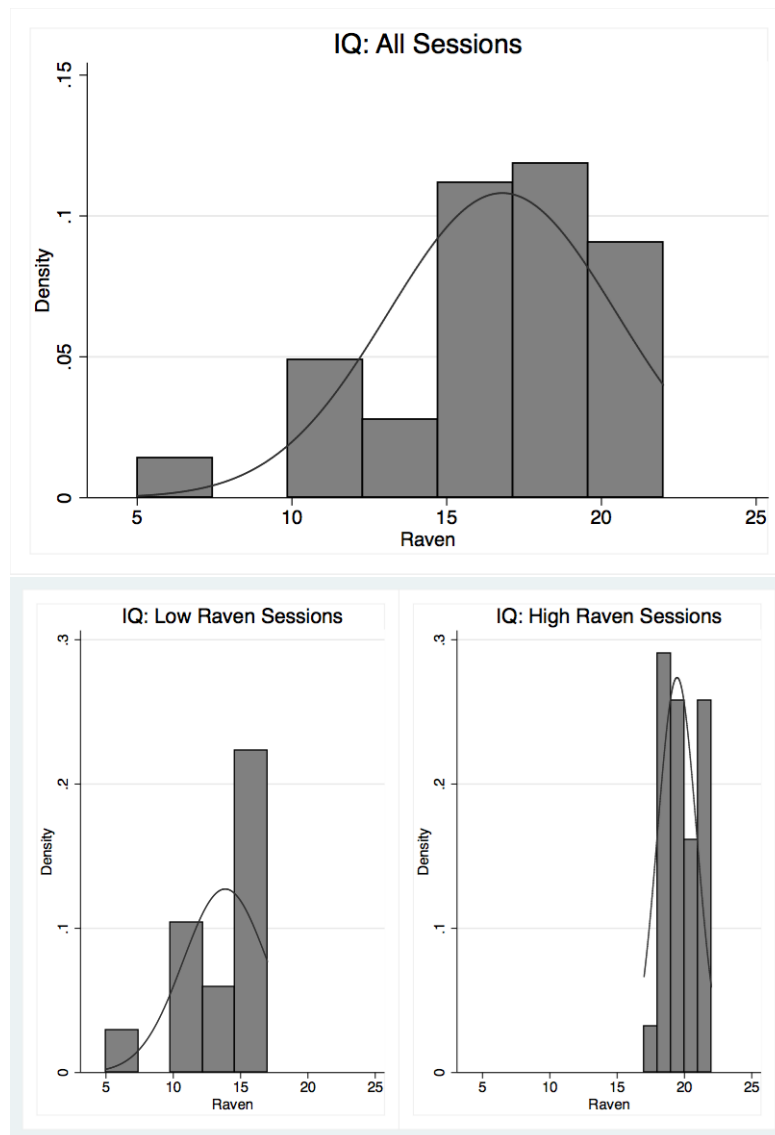 IQ: All Sessions
.15
.1
.05
0
Density
5 10 15 20 25
Raven
IQ: Low Raven Sessions
.3
.2
.1
0
Density
5 10 15 20 25
Raven
IQ: High Raven Sessions
.3
.2
.1
0
Density
5 10 15 20 25
Raven